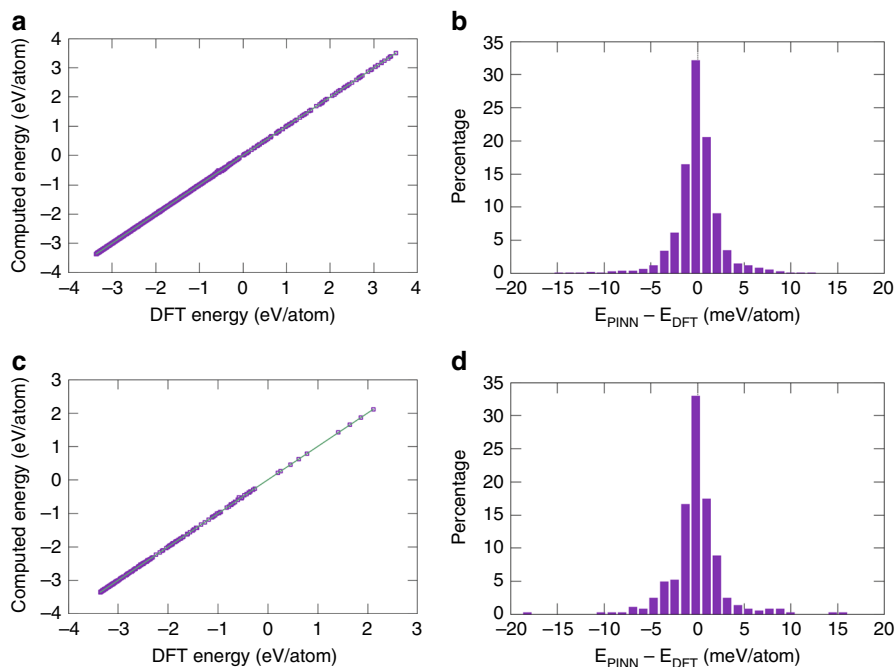 a
Computed energy (eV/atom)
4
3
2
1
0
–1
–2
–3
–4
–4 –3 –2 –1 0 1 2 3 4
DFT energy (eV/atom)
b
Percentage
35
30
25
20
15
10
5
0
–20 –15 –10 –5 0 5 10 15 20
E_PINN – E_DFT (meV/atom)
c
Computed energy (eV/atom)
3
2
1
0
–1
–2
–3
–4
–4 –3 –2 –1 0 1 2 3
DFT energy (eV/atom)
d
Percentage
35
30
25
20
15
10
5
0
–20 –15 –10 –5 0 5 10 15 20
E_PINN – E_DFT (meV/atom)